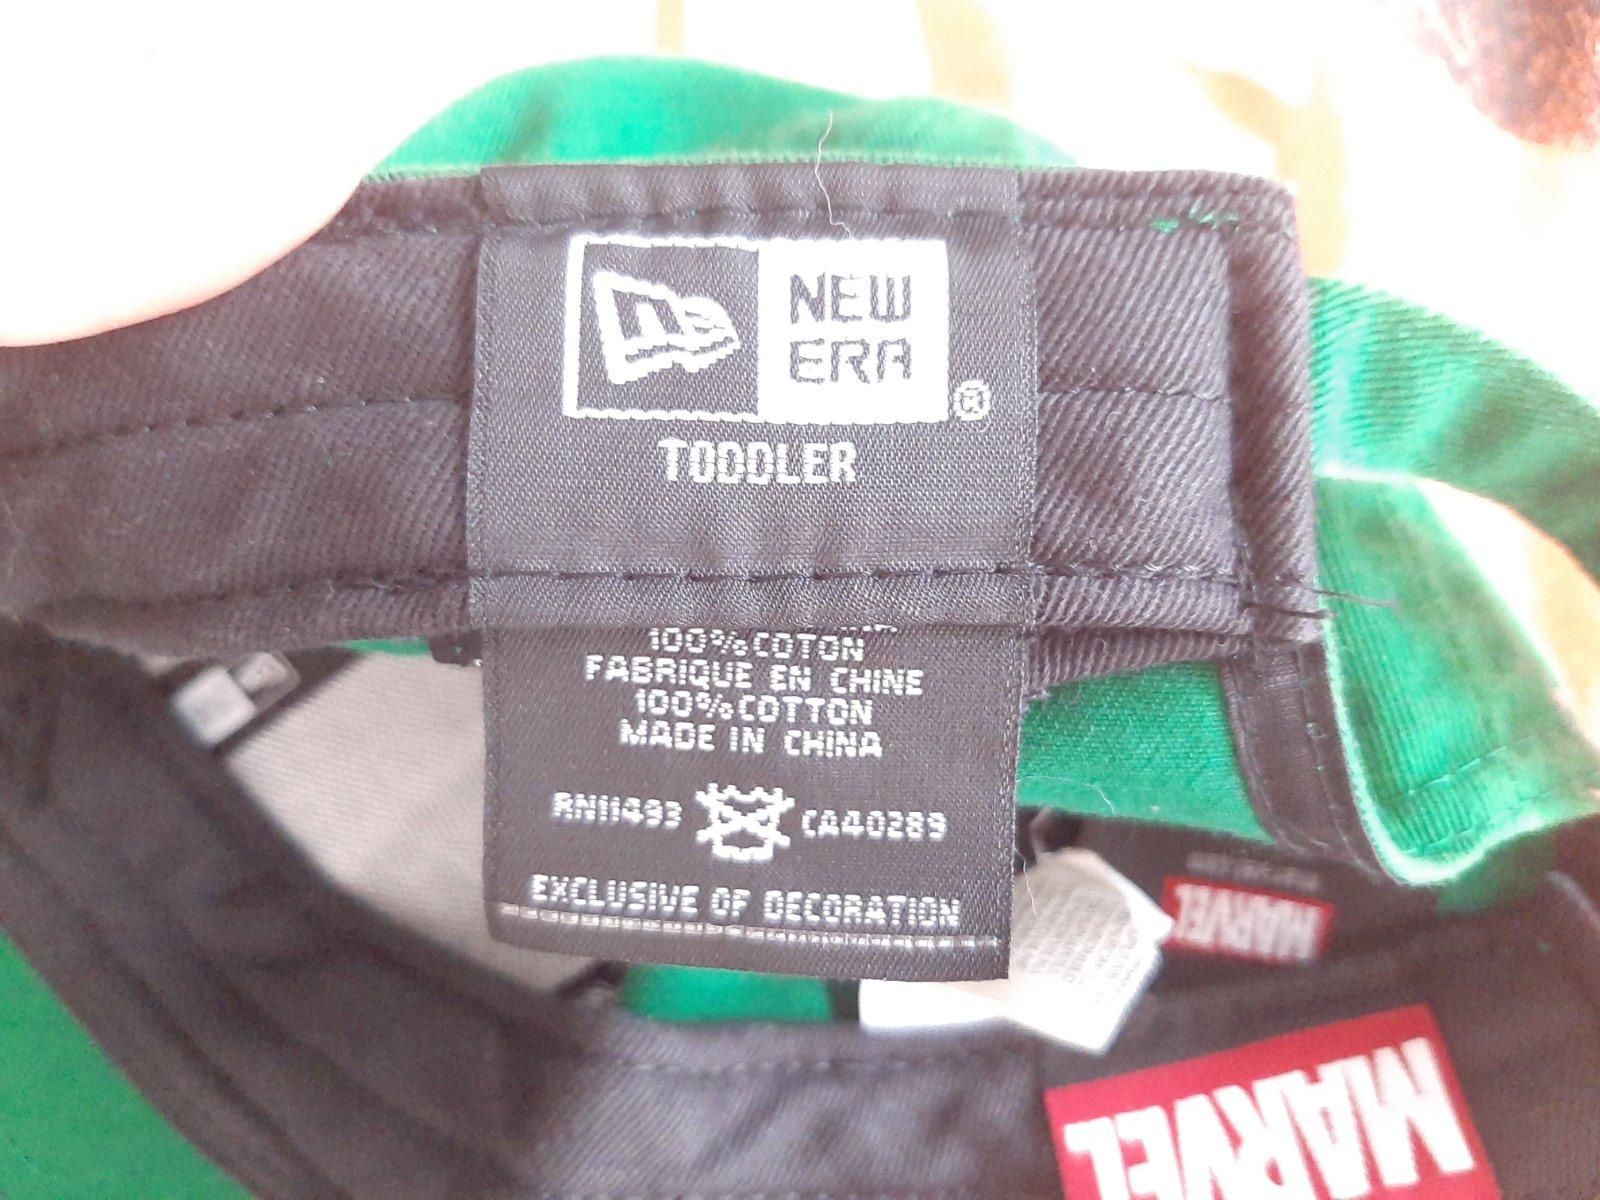 NEW
ERA
®
TODDLER
100% COTON
FABRIQUE EN CHINE
100% COTTON
MADE IN CHINA
RN11493 CA40289
EXCLUSIVE OF DECORATION
MARVEL
MARVEL